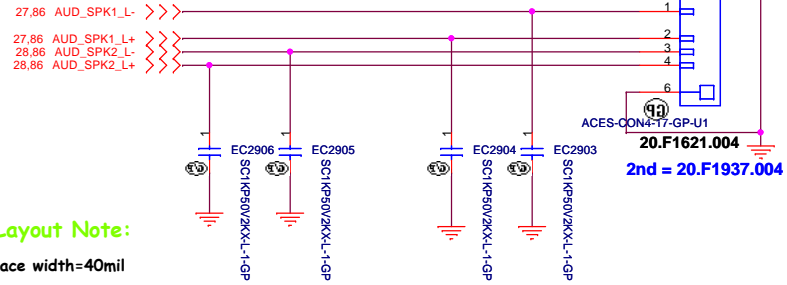 27,86 AUD_SPK1_L-
1
27,86 AUD_SPK1_L+
2
28,86 AUD_SPK2_L-
3
28,86 AUD_SPK2_L+
4
6
GP
ACES-CON4-17-GP-U1
20.F1621.004
2nd = 20.F1937.004
1
EC2906
SC1KP50V2KX-L-1-GP
1
EC2905
SC1KP50V2KX-L-1-GP
1
EC2904
SC1KP50V2KX-L-1-GP
1
EC2903
SC1KP50V2KX-L-1-GP
Layout Note:
ace width=40mil